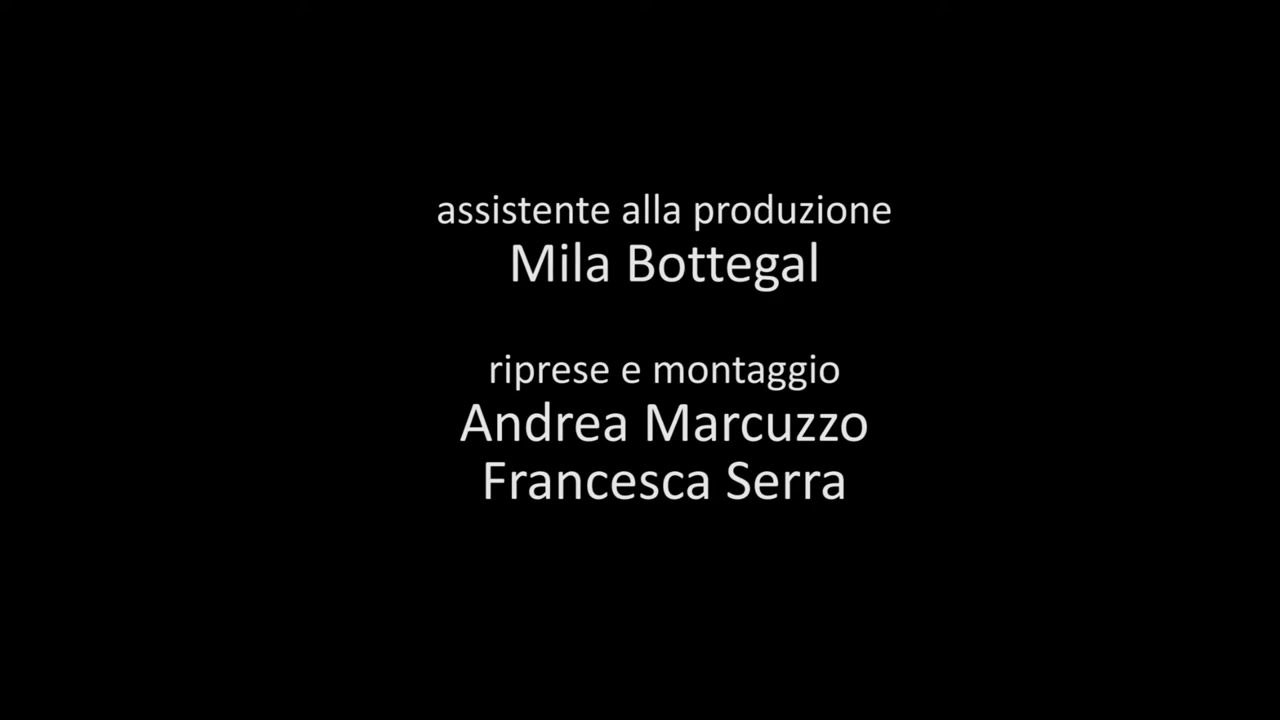 assistente alla produzione
Mila Bottegal
riprese e montaggio
Andrea Marcuzzo
Francesca Serra